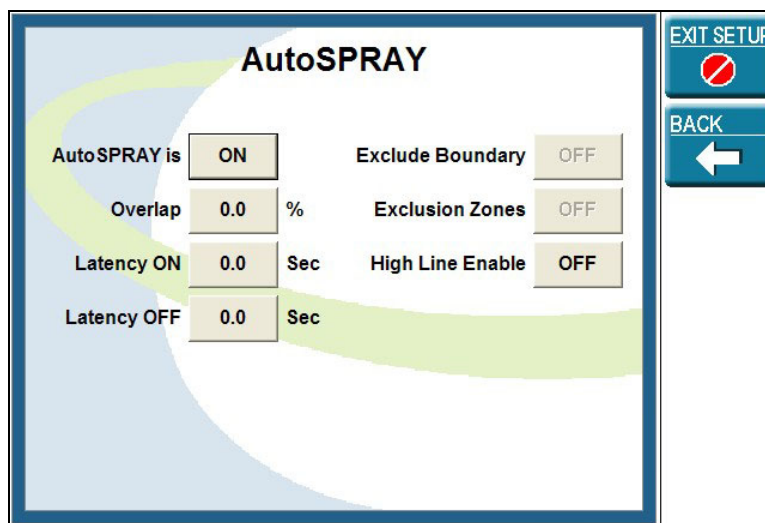 AutoSPRAY
AutoSPRAY is ON
Overlap 0.0 %
Latency ON 0.0 Sec
Latency OFF 0.0 Sec
Exclude Boundary OFF
Exclusion Zones OFF
High Line Enable OFF
EXIT SETUP
BACK